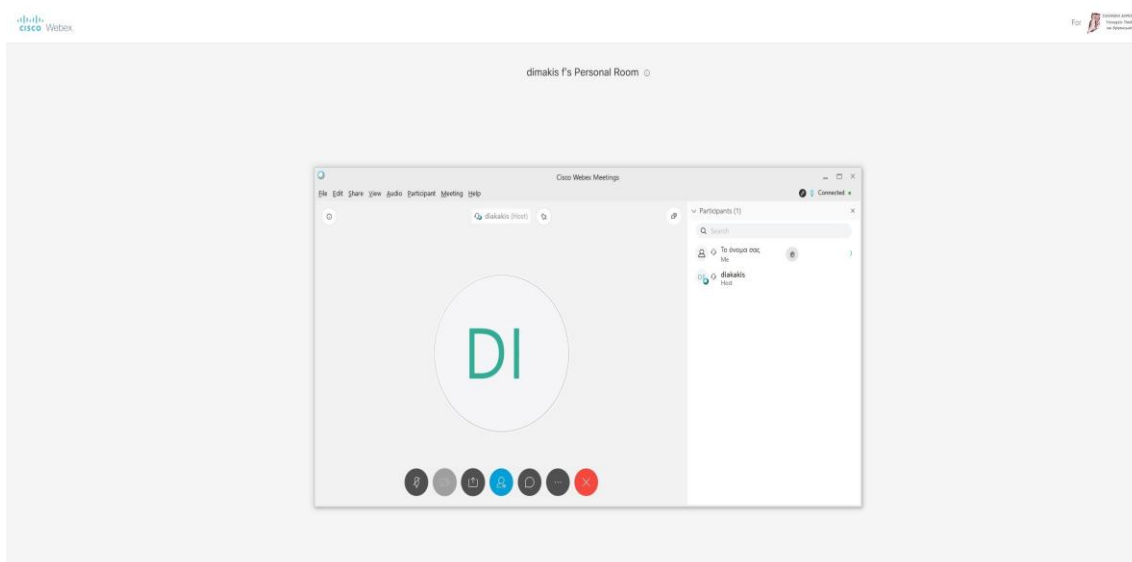 cisco Webex
For
dimakis f's Personal Room
Cisco Webex Meetings
File Edit Share View Audio Participant Meeting Help
Connected
diakakis (Host)
Participants (1)
Search
Το όνομα σας
Me
diakakis
Host
DI